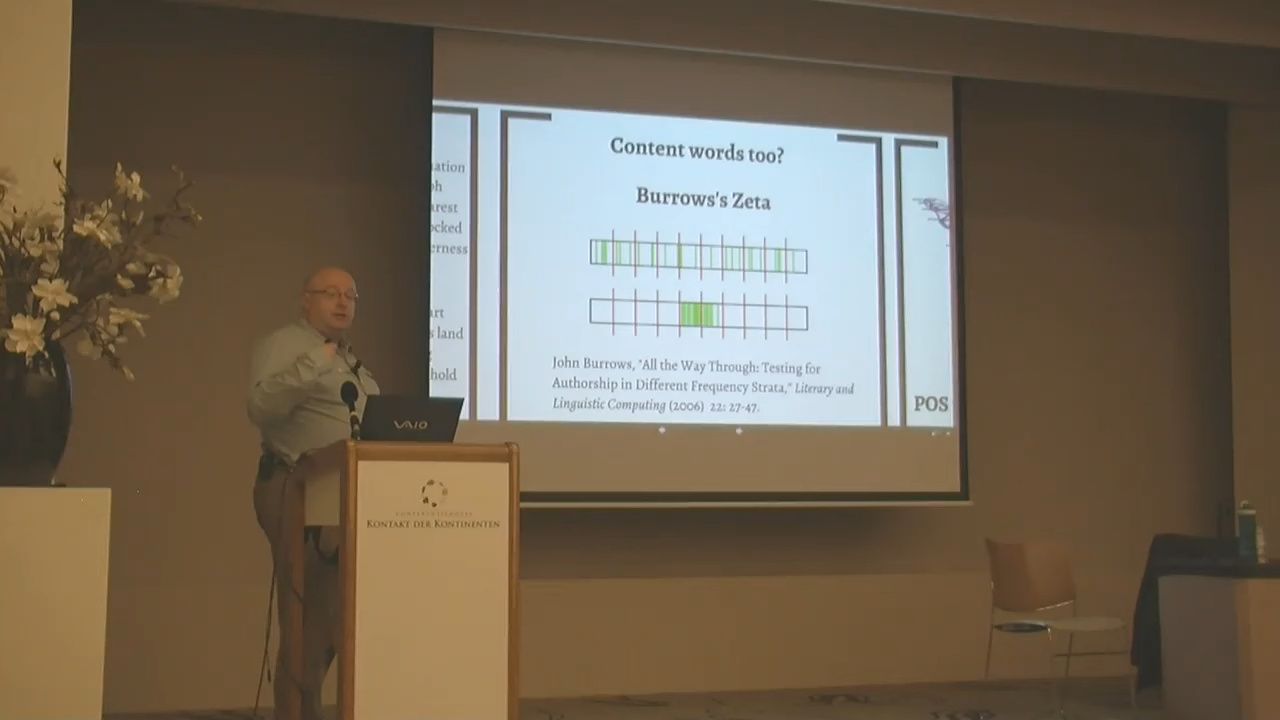 Content words too?
Burrows's Zeta
John Burrows, "All the Way Through: Testing for
Authorship in Different Frequency Strata," Literary and
Linguistic Computing (2006) 22: 27-47.
ation
arest
ocked
erness
art
land
hold
POS
VAIO
KONTAKT DER KONTINENTEN